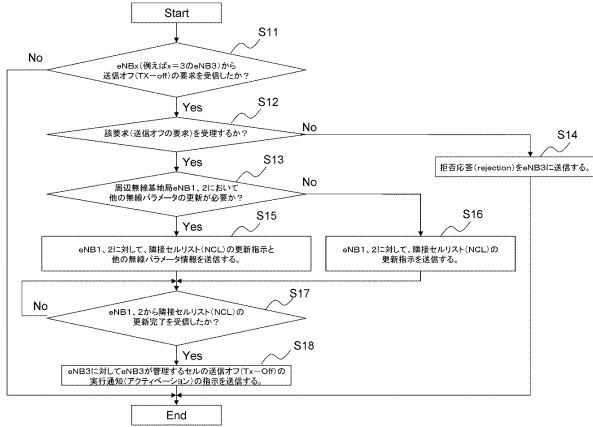 Start
S11
No
eNBx(例えばx=3のeNB3)から
送信オフ(TX-off)の要求を受信したか?
Yes
S12
該要求(送信オフの要求)を受理するか?
No
S14
拒否応答(rejection)をeNB3に送信する。
Yes
S13
周辺無線基地局eNB1、2において
他の無線パラメータの更新が必要か?
No
Yes
S15
S16
eNB1、2に対して、隣接セルリスト(NCL)の更新指示と
他の無線パラメータ情報を送信する。
eNB1、2に対して、隣接セルリスト(NCL)の
更新指示を送信する。
No
S17
eNB1、2から隣接セルリスト(NCL)の
更新完了を受信したか?
Yes
S18
eNB3に対してeNB3が管理するセルの送信オフ(Tx-Off)の
実行通知(アクティベーション)の指示を送信する。
End